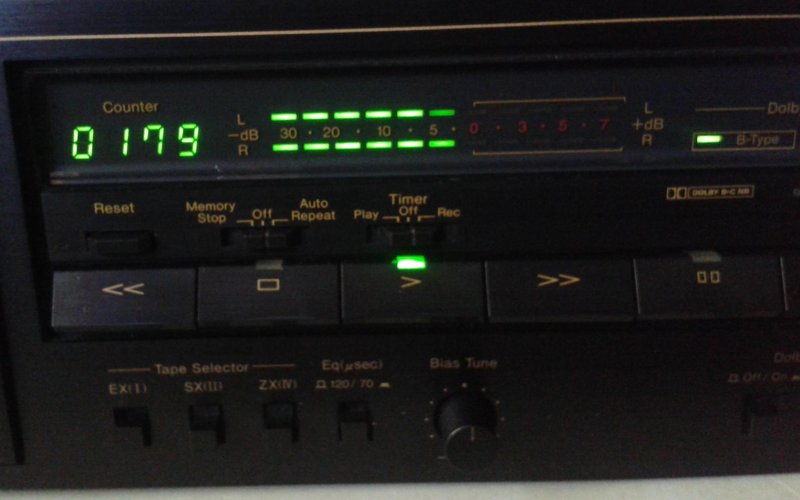 Counter
0179
L
-dB
R
30 · 20 · 10 · 5 · 0 · 3 · 5 · 7
L
+dB
R
Dolb
B-Type
DOLBY B-C NR
Reset
Memory
Stop
Off
Auto
Repeat
Timer
Play
Off
Rec
<<
>
>>
Tape Selector
EX(I)
SX(II)
ZX(IV)
Eq(μsec)
120/70
Bias Tune
Dolb
Off/On